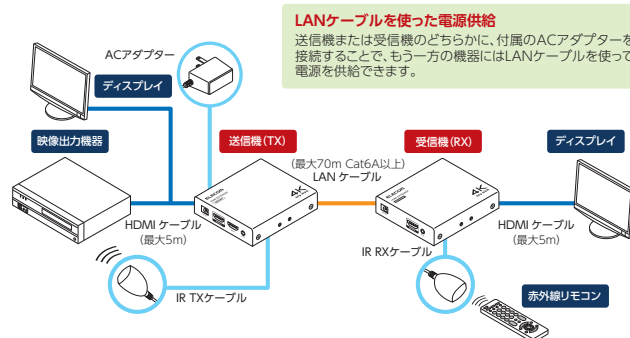 LANケーブルを使った電源供給
送信機または受信機のどちらかに、付属のACアダプターを
接続することで、もう一方の機器にはLANケーブルを使って
電源を供給できます。
ACアダプター
ディスプレイ
映像出力機器
送信機(TX)
受信機(RX)
ディスプレイ
(最大70m Cat6A以上)
LAN ケーブル
ELECOM
4K
ELECOM
4K
HDMI ケーブル
(最大5m)
HDMI ケーブル
(最大5m)
IR RXケーブル
IR TXケーブル
赤外線リモコン